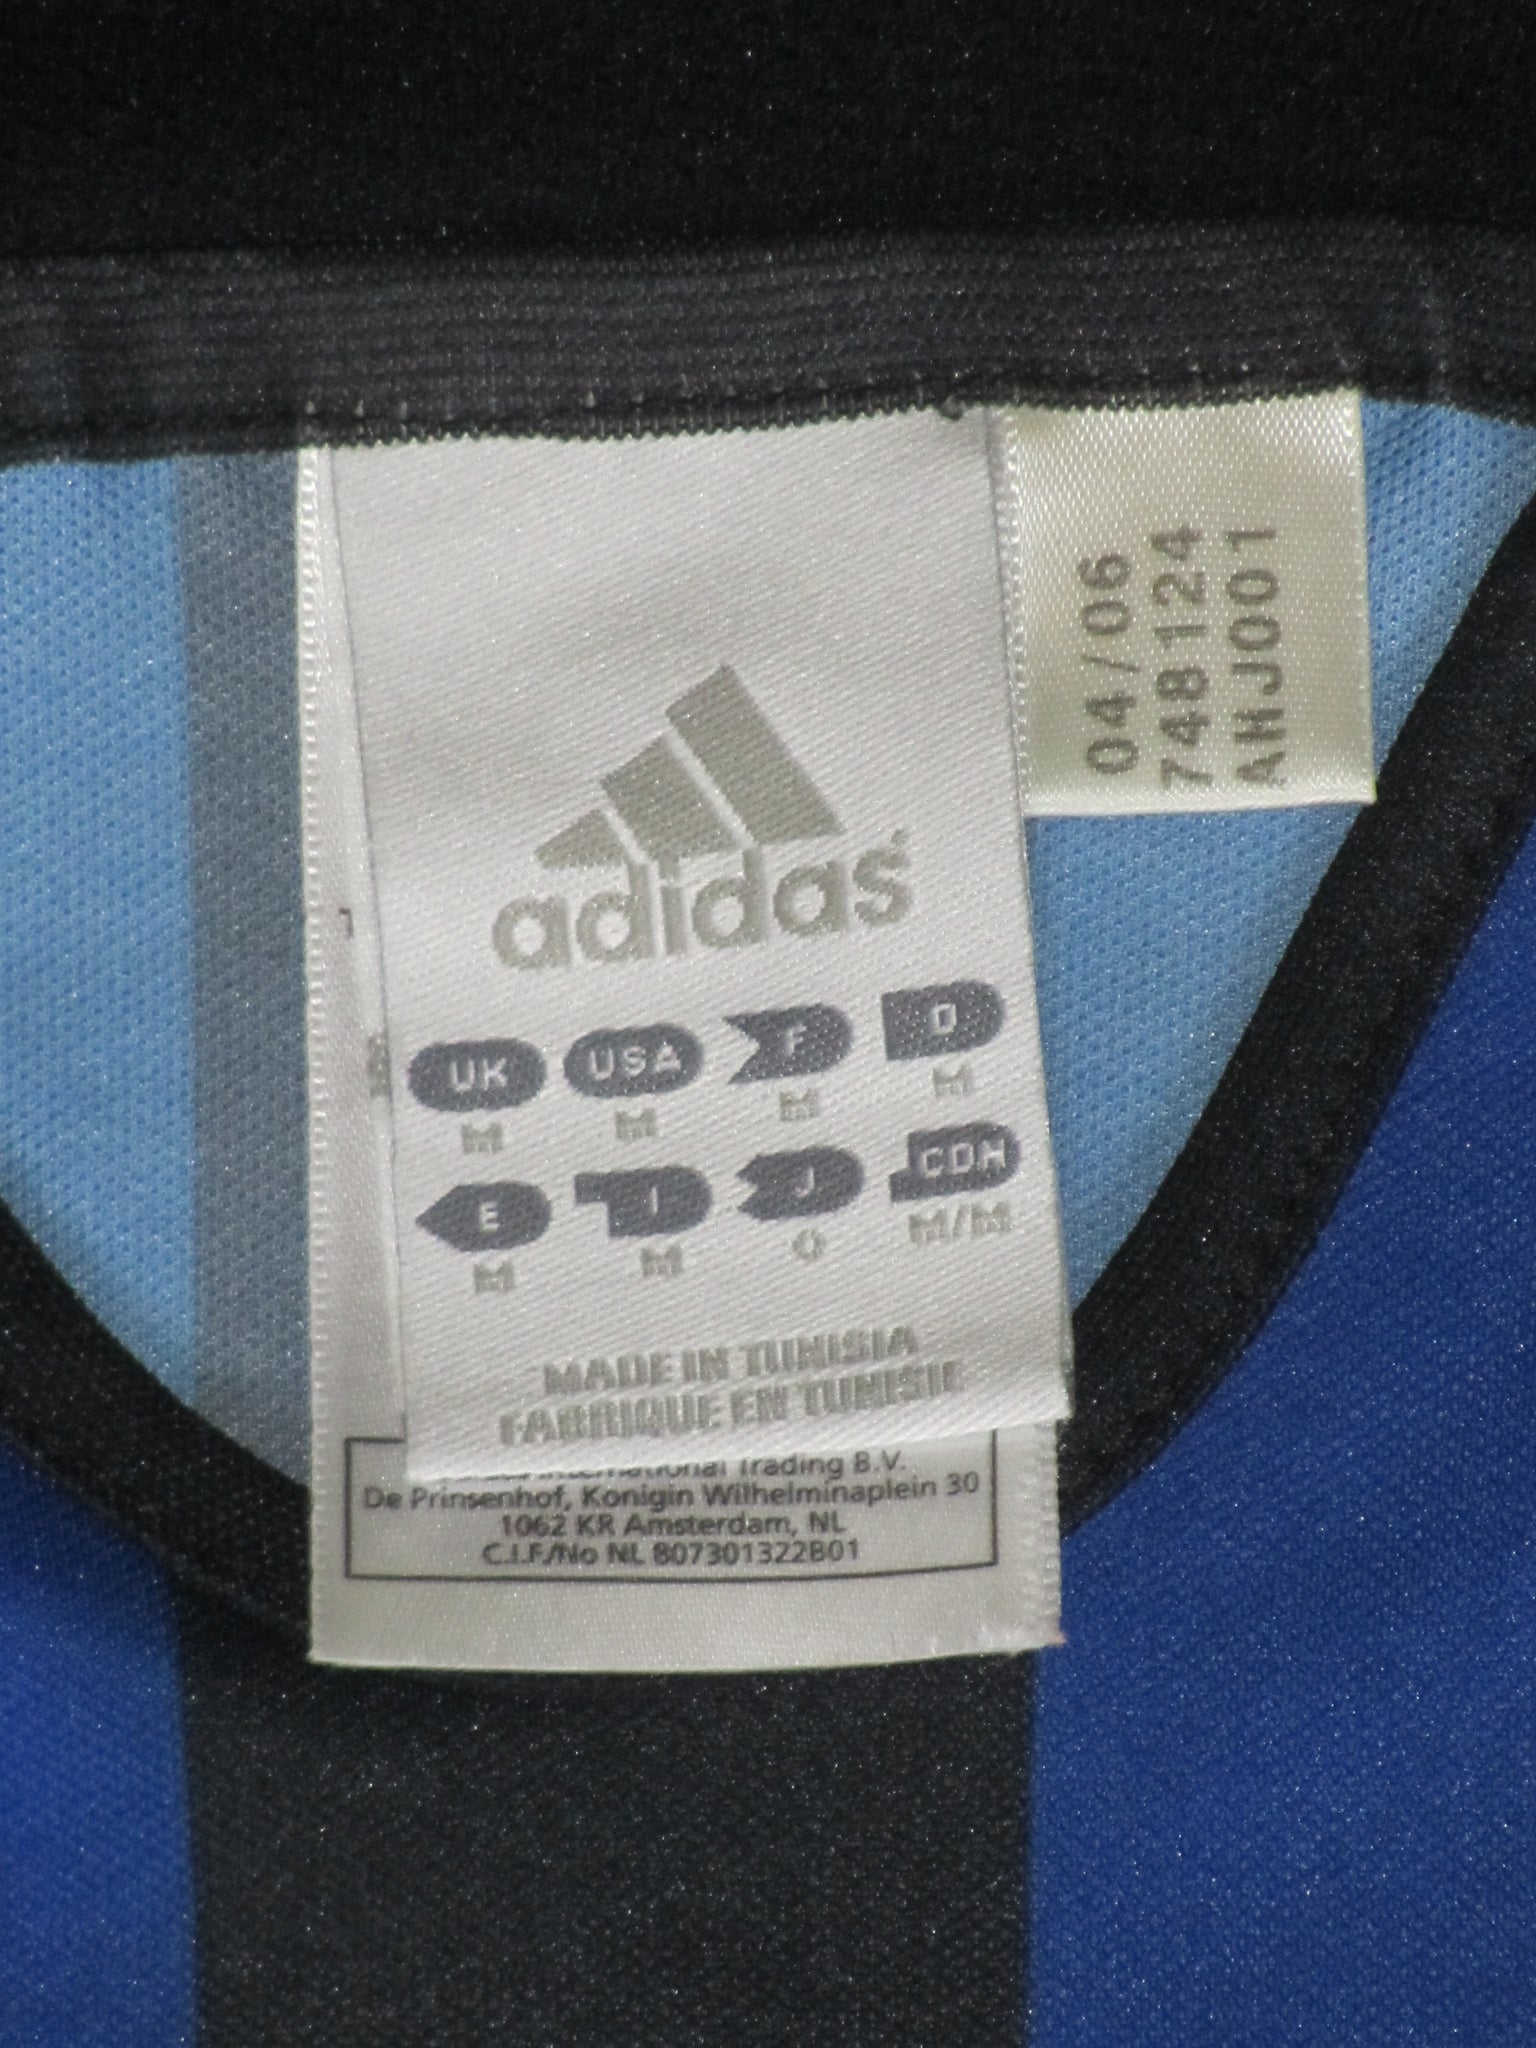 04/06
748124
AHJ001
adidas
UK USA F D
M M M M
E I J CDN
M M O M/M
MADE IN TUNISIA
FABRIQUE EN TUNISIE
International Trading B.V.
De Prinsenhof, Konigin Wilhelminaplein 30
1062 KR Amsterdam, NL
C.I.F./No NL 807301322B01